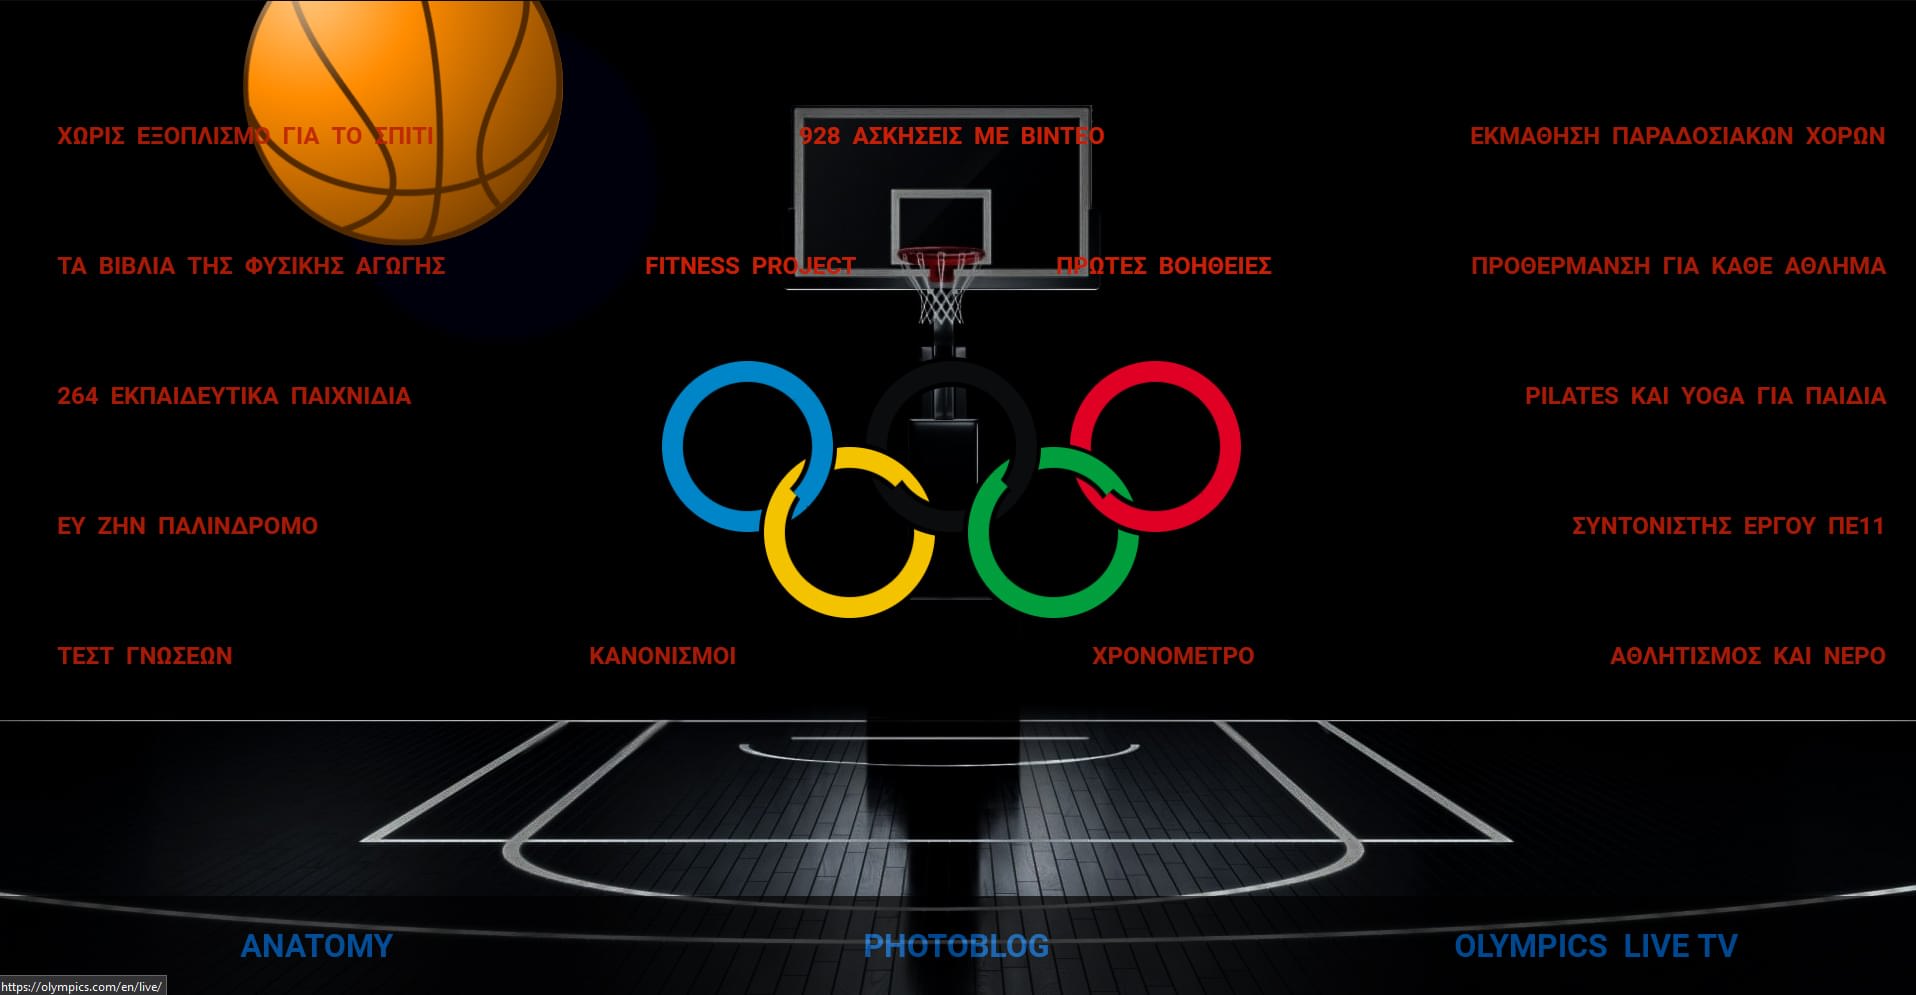 ΧΩΡΙΣ ΕΞΟΠΛΙΣΜΟ ΓΙΑ ΤΟ ΣΠΙΤΙ
928 ΑΣΚΗΣΕΙΣ ΜΕ ΒΙΝΤΕΟ
ΕΚΜΑΘΗΣΗ ΠΑΡΑΔΟΣΙΑΚΩΝ ΧΟΡΩΝ
ΤΑ ΒΙΒΛΙΑ ΤΗΣ ΦΥΣΙΚΗΣ ΑΓΩΓΗΣ
FITNESS PROJECT
ΠΡΩΤΕΣ ΒΟΗΘΕΙΕΣ
ΠΡΟΘΕΡΜΑΝΣΗ ΓΙΑ ΚΑΘΕ ΑΘΛΗΜΑ
264 ΕΚΠΑΙΔΕΥΤΙΚΑ ΠΑΙΧΝΙΔΙΑ
PILATES ΚΑΙ YOGA ΓΙΑ ΠΑΙΔΙΑ
ΕΥ ΖΗΝ ΠΑΛΙΝΔΡΟΜΟ
ΣΥΝΤΟΝΙΣΤΗΣ ΕΡΓΟΥ ΠΕ11
ΤΕΣΤ ΓΝΩΣΕΩΝ
ΚΑΝΟΝΙΣΜΟΙ
ΧΡΟΝΟΜΕΤΡΟ
ΑΘΛΗΤΙΣΜΟΣ ΚΑΙ ΝΕΡΟ
ANATOMY
PHOTOBLOG
OLYMPICS LIVE TV
https://olympics.com/en/live/